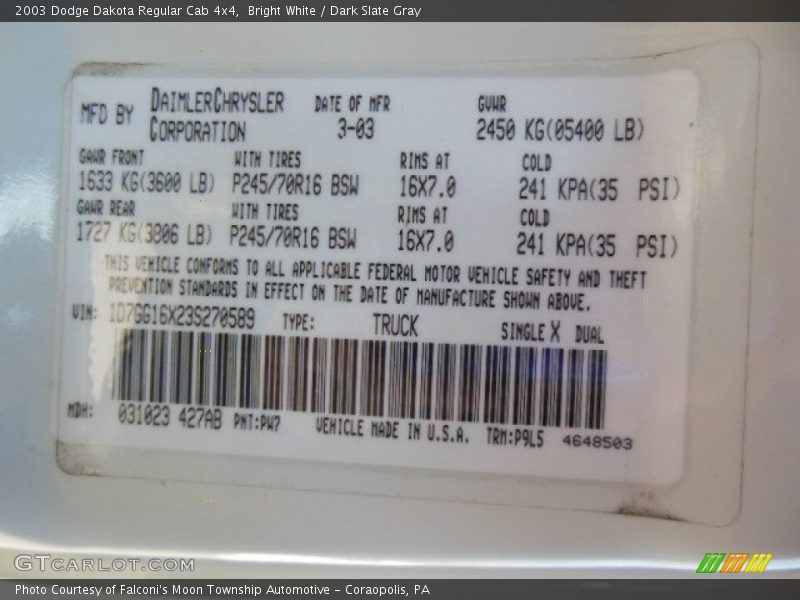 2003 Dodge Dakota Regular Cab 4x4, Bright White / Dark Slate Gray
MFD BY DAIMLERCHRYSLER CORPORATION DATE OF MFR 3-03 GVWR 2450 KG(05400 LB)
GAWR FRONT WITH TIRES RIMS AT COLD
1633 KG(3600 LB) P245/70R16 BSW 16X7.0 241 KPA(35 PSI)
GAWR REAR WITH TIRES RIMS AT COLD
1727 KG(3806 LB) P245/70R16 BSW 16X7.0 241 KPA(35 PSI)
THIS VEHICLE CONFORMS TO ALL APPLICABLE FEDERAL MOTOR VEHICLE SAFETY AND THEFT
PREVENTION STANDARDS IN EFFECT ON THE DATE OF MANUFACTURE SHOWN ABOVE.
VIN: 1D7GG16X23S270589 TYPE: TRUCK SINGLE X DUAL
MDH: 031023 427AB PNT:PW7 VEHICLE MADE IN U.S.A. TRM:P9L5 4648503
GTCARLOT.COM
Photo Courtesy of Falconi's Moon Township Automotive – Coraopolis, PA